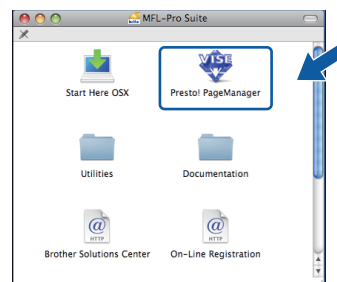 MFL-Pro Suite
VISE
Start Here OSX
Presto! PageManager
Utilities
Documentation
@
HTTP
@
HTTP
Brother Solutions Center
On-Line Registration